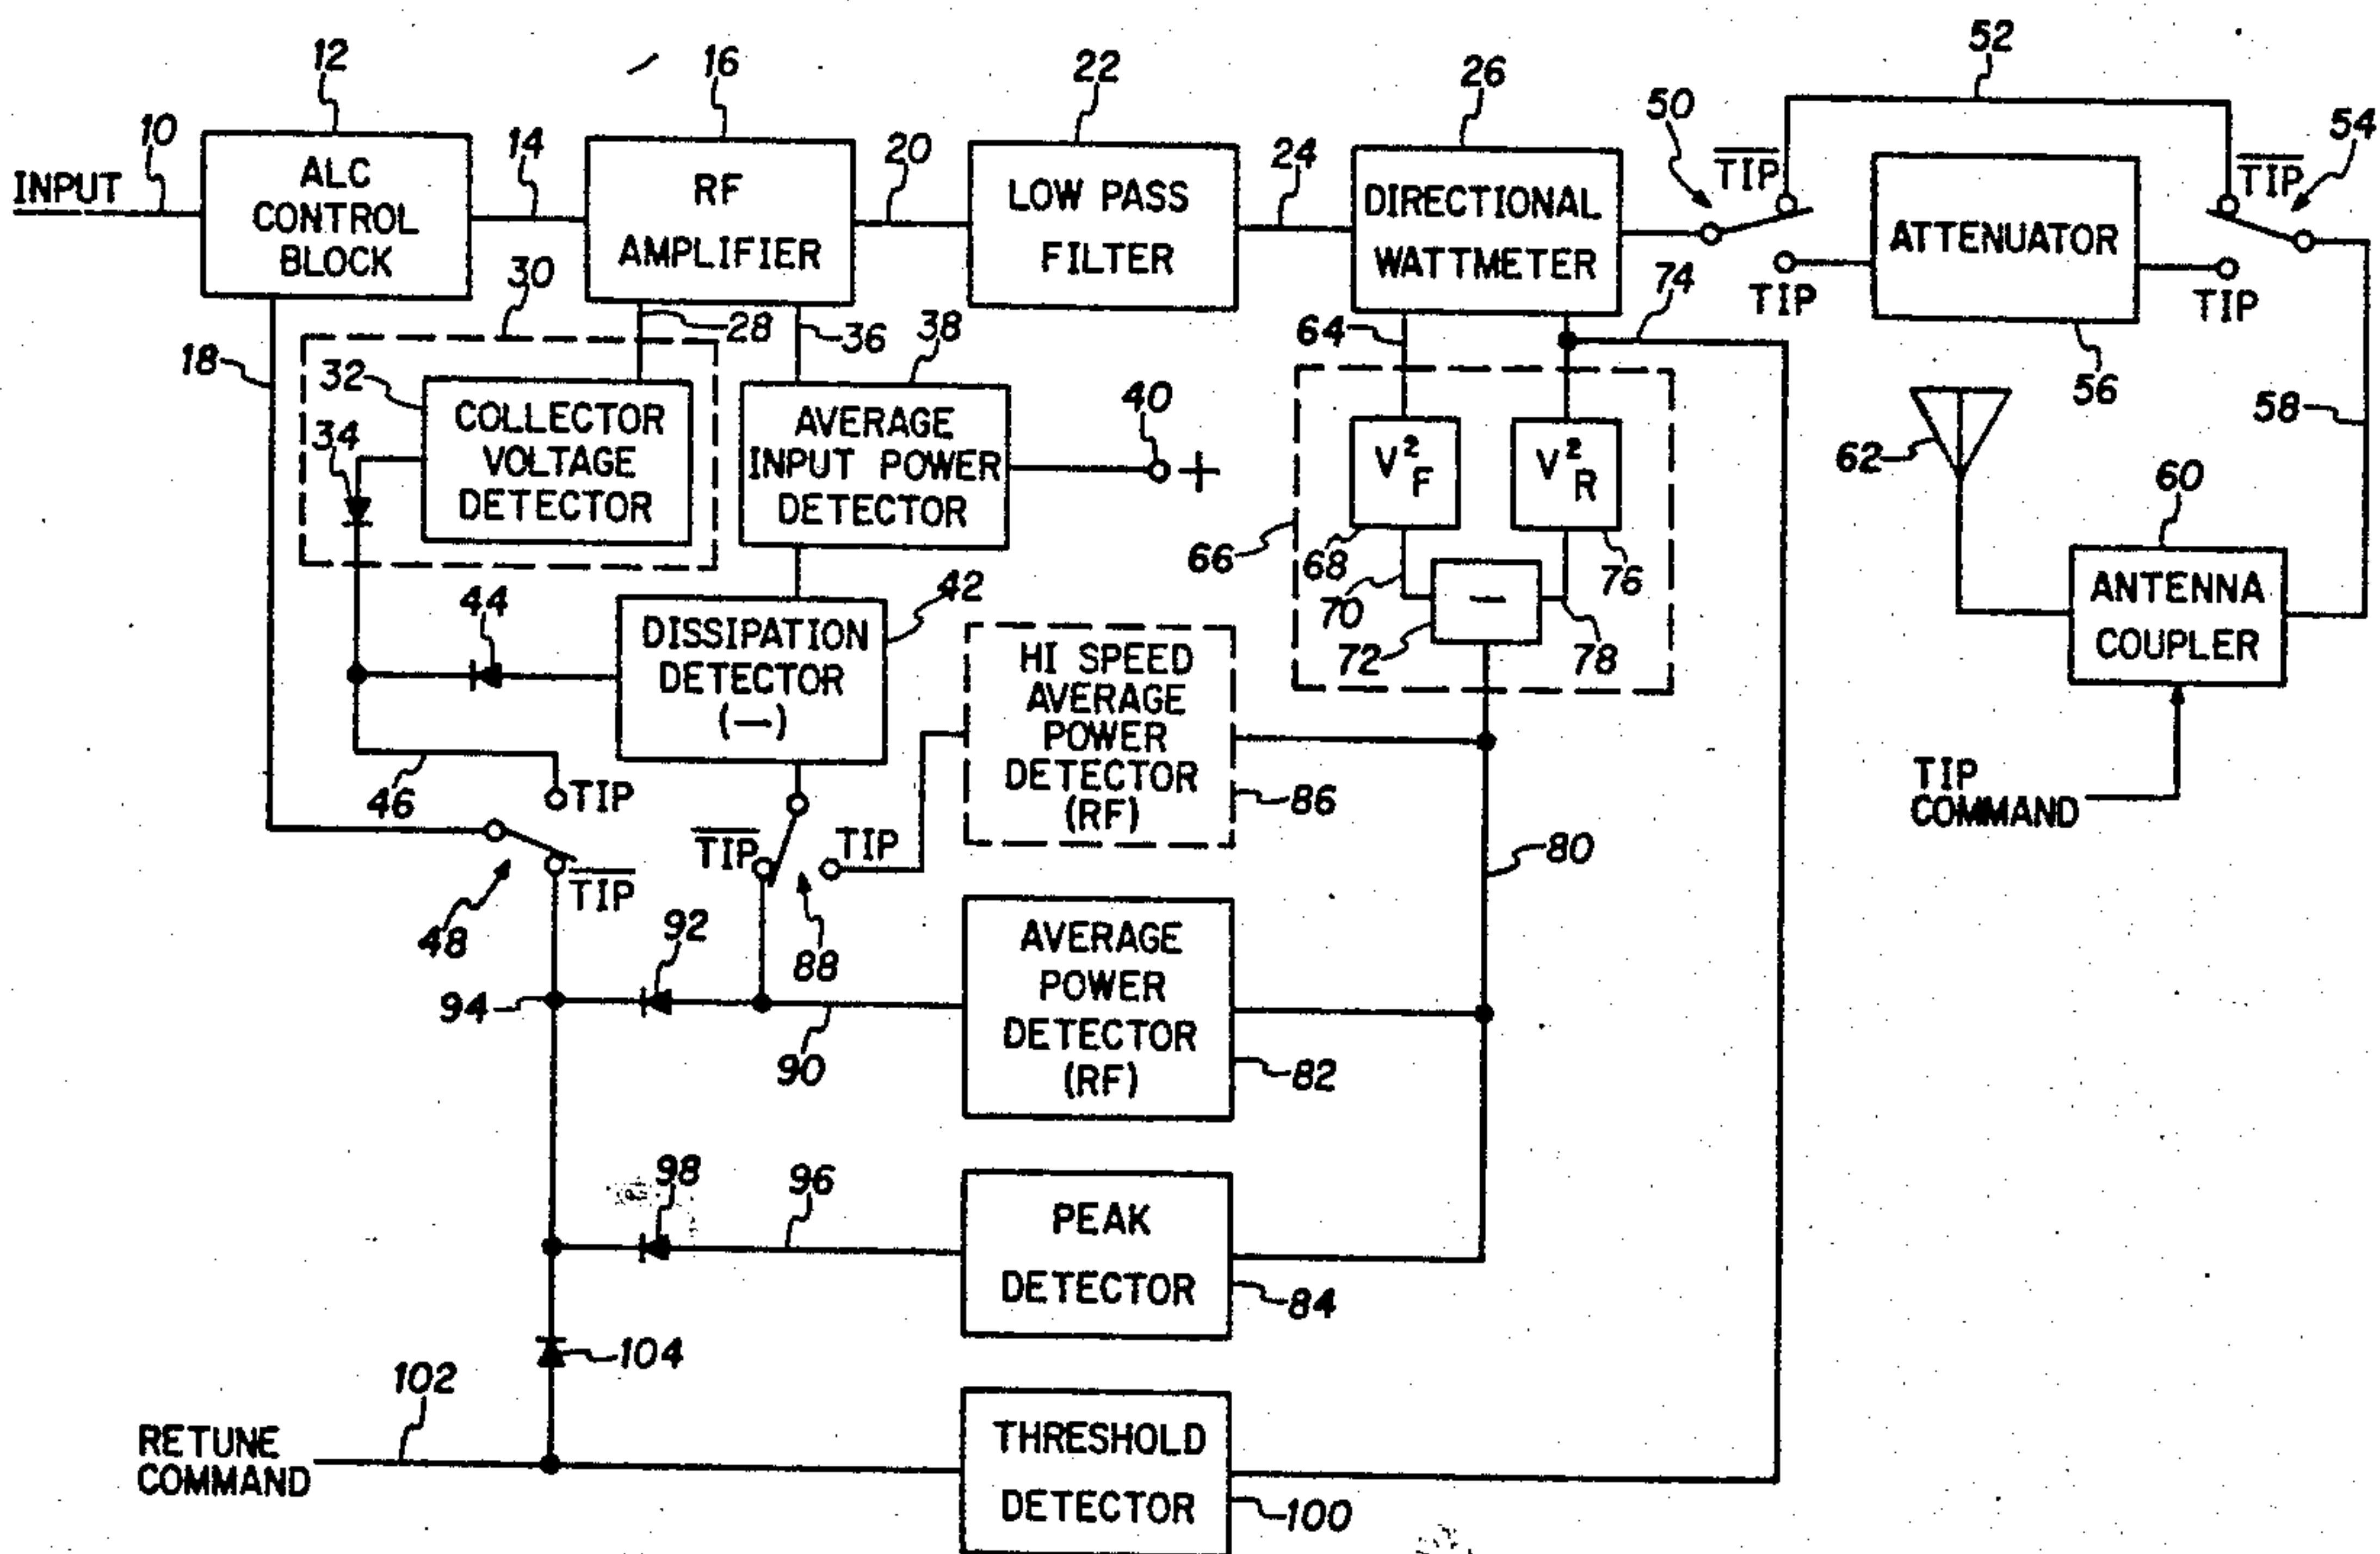 12
16
22
26
52
10
14
20
24
50
54
INPUT
ALC
CONTROL
BLOCK
RF
AMPLIFIER
LOW PASS
FILTER
DIRECTIONAL
WATTMETER
TIP
TIP
ATTENUATOR
TIP
TIP
30
28
36
38
64
74
56
58
18
32
34
COLLECTOR
VOLTAGE
DETECTOR
AVERAGE
INPUT POWER
DETECTOR
40
+
V²F
V²R
62
60
66
68
70
72
76
78
—
ANTENNA
COUPLER
44
42
DISSIPATION
DETECTOR
(—)
HI SPEED
AVERAGE
POWER
DETECTOR
(RF)
86
TIP
COMMAND
46
TIP
TIP
TIP
TIP
80
48
88
92
94
90
AVERAGE
POWER
DETECTOR
(RF)
82
98
96
PEAK
DETECTOR
84
104
102
RETUNE
COMMAND
THRESHOLD
DETECTOR
100